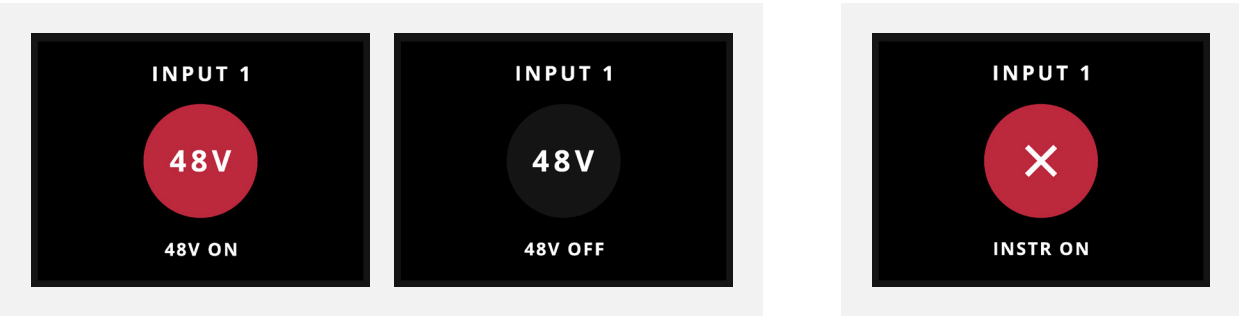 INPUT 1
48V
48V ON
INPUT 1
48V
48V OFF
INPUT 1
INSTR ON